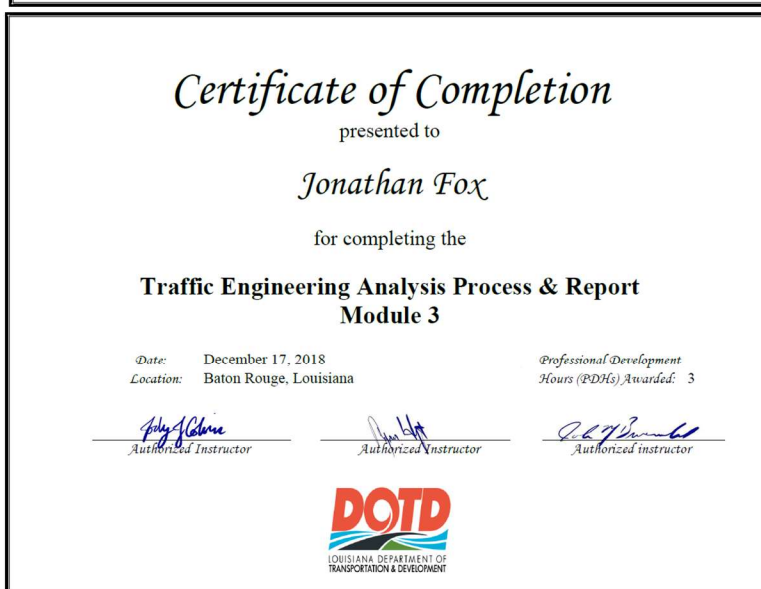 Certificate of Completion
presented to
Jonathan Fox
for completing the
Traffic Engineering Analysis Process & Report
Module 3
Date: December 17, 2018
Location: Baton Rouge, Louisiana
Professional Development
Hours (PDHs) Awarded: 3
Authorized Instructor
Authorized Instructor
Authorized instructor
DOTD
LOUISIANA DEPARTMENT OF
TRANSPORTATION & DEVELOPMENT